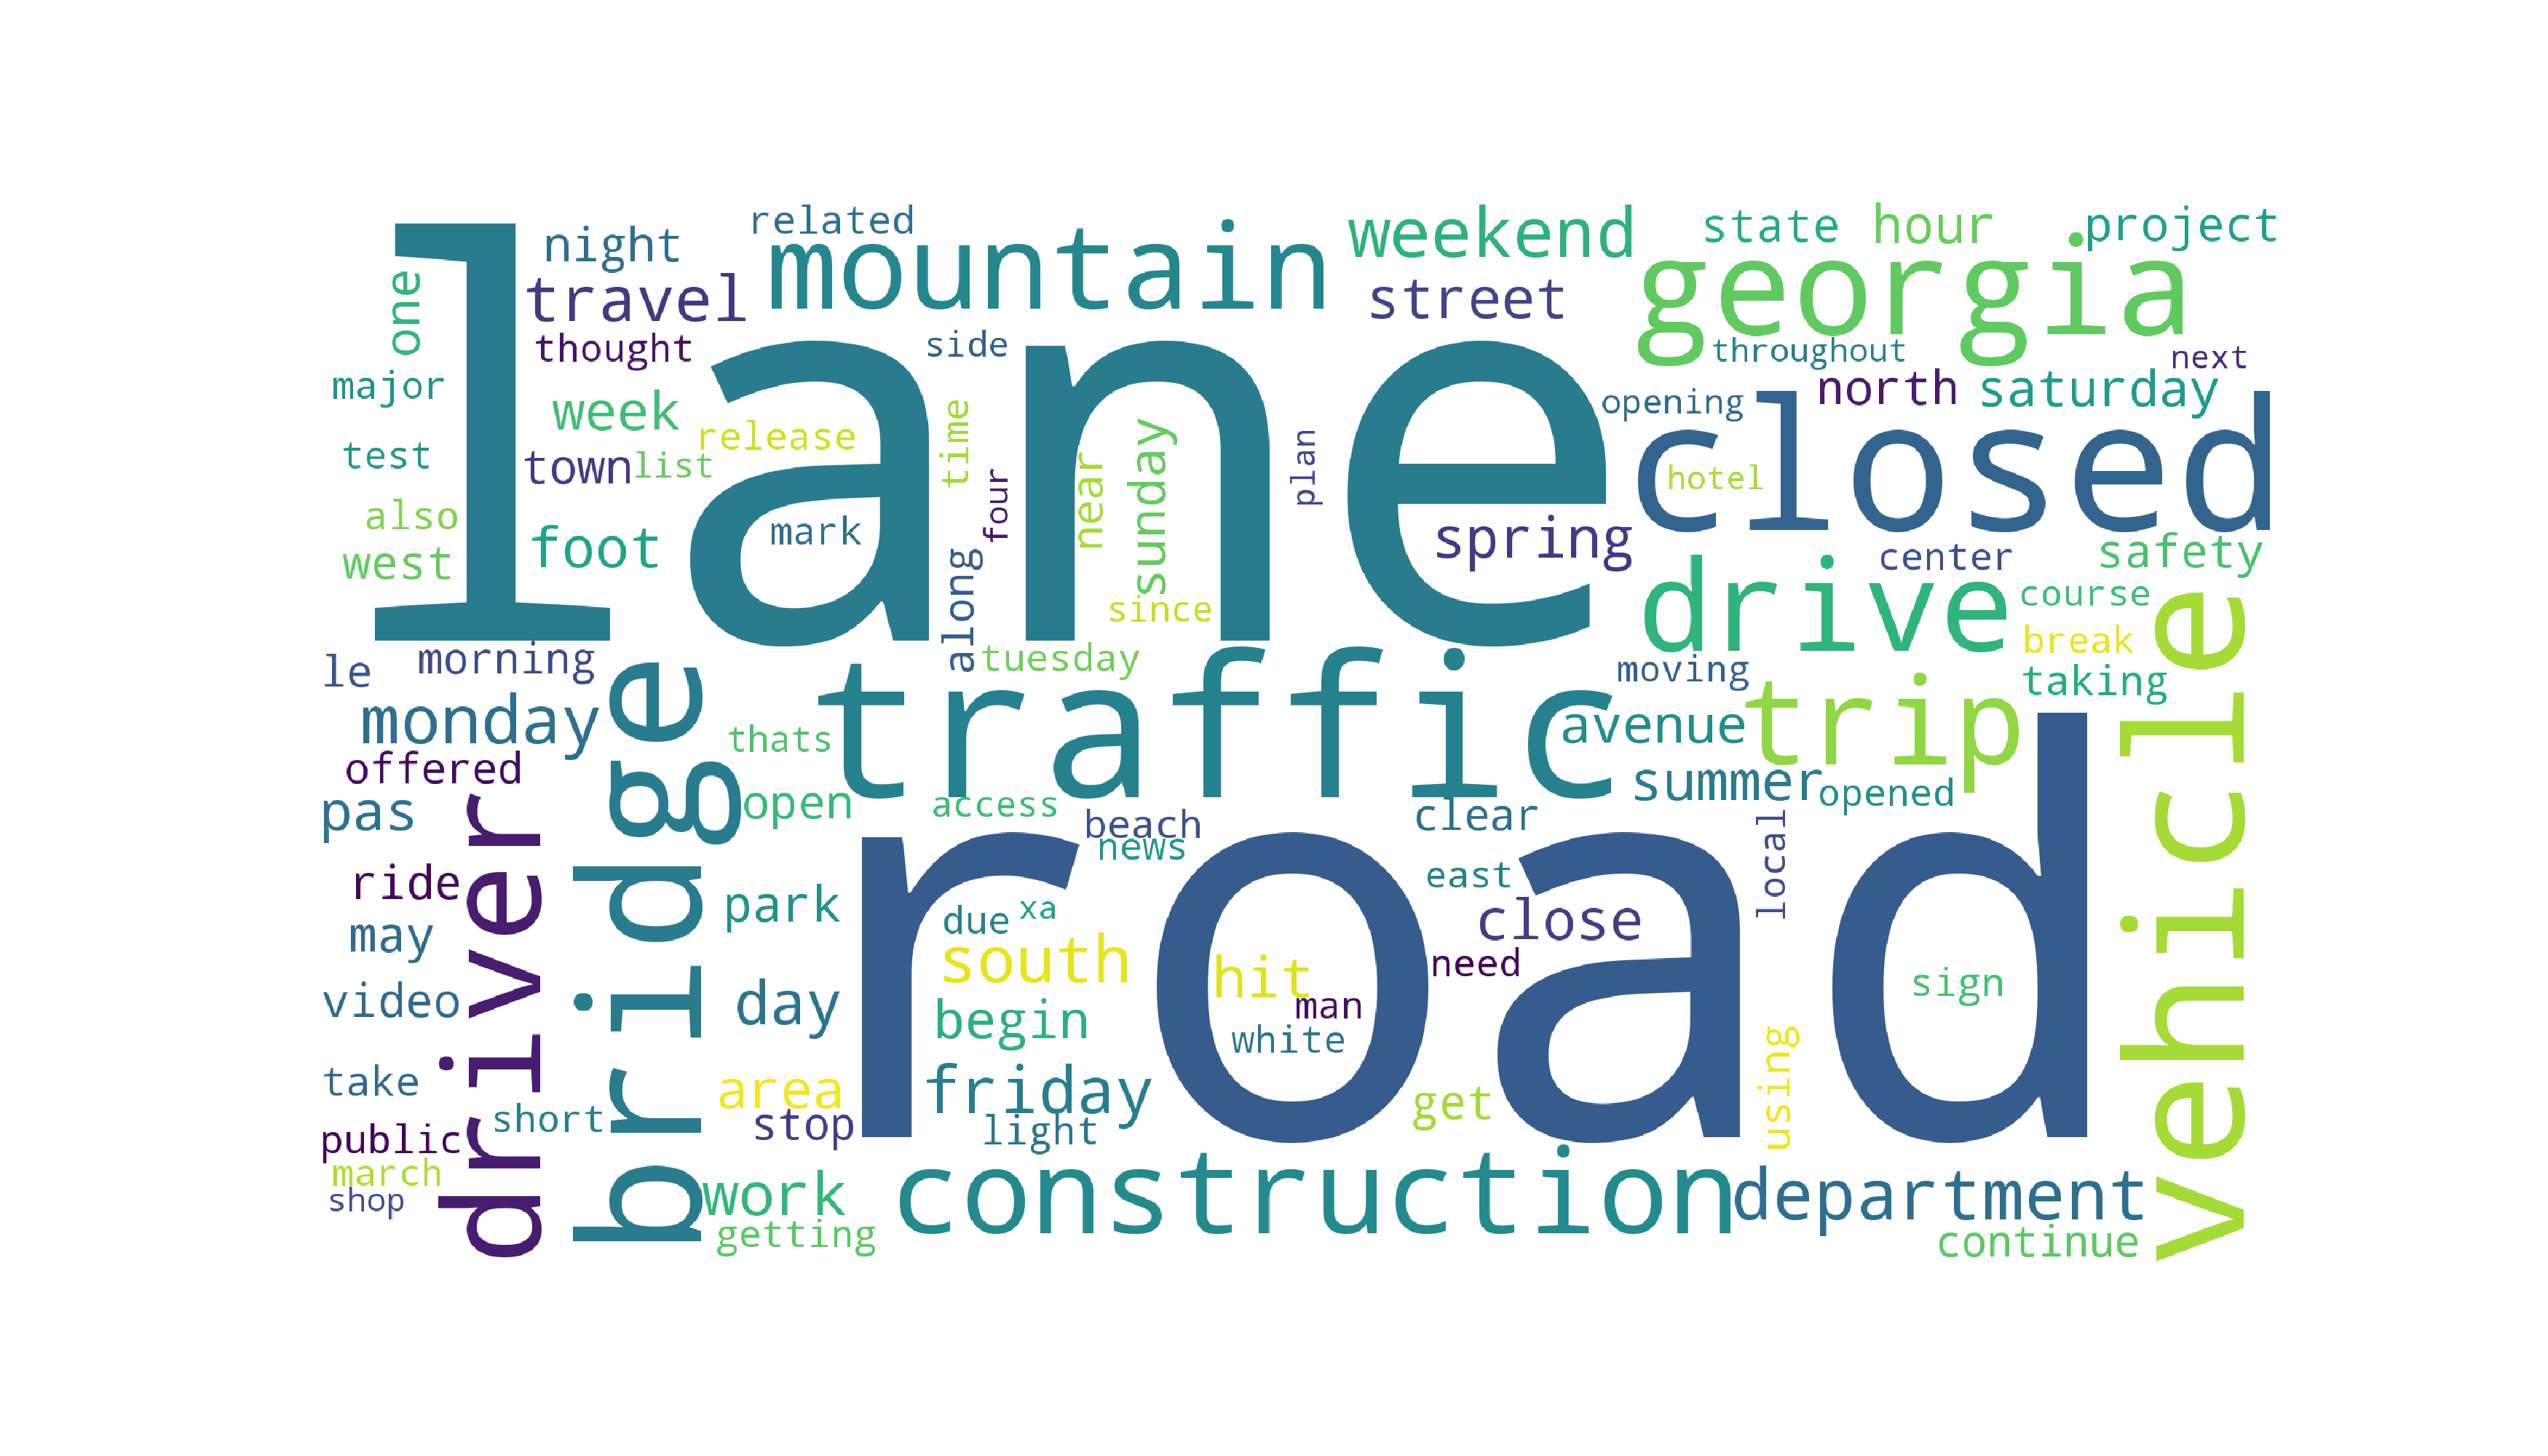 related
weekend
state
hour
project
night
mountain
georgia
one
travel
street
thought
side
throughout
next
major
lane
north
saturday
week
opening
closed
release
time
sunday
plan
test
town
list
hotel
four
near
also
mark
foot
spring
west
along
drive
center
safety
since
course
vehicle
break
le
morning
tuesday
moving
taking
monday
bridge
traffic
avenue
trip
thats
offered
summer
opened
pas
open
access
beach
clear
news
local
driver
ride
park
road
east
due
xa
close
may
south
hit
need
sign
video
day
begin
man
white
take
area
friday
get
using
short
stop
light
public
march
shop
work
construction
department
getting
continue